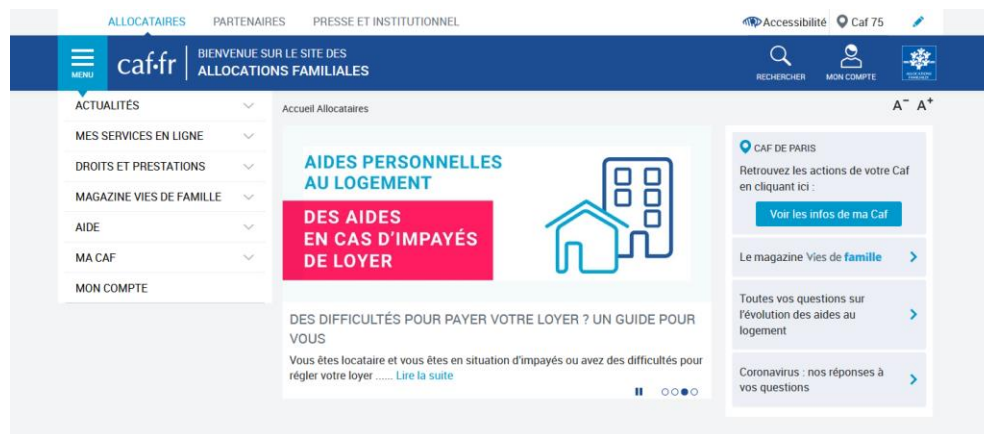 ALLOCATAIRES PARTENAIRES PRESSE ET INSTITUTIONNEL
Accessibilité Caf 75
MENU
caf·fr
BIENVENUE SUR LE SITE DES
ALLOCATIONS FAMILIALES
RECHERCHER
MON COMPTE
ACTUALITÉS
MES SERVICES EN LIGNE
DROITS ET PRESTATIONS
MAGAZINE VIES DE FAMILLE
AIDE
MA CAF
MON COMPTE
Accueil Allocataires
A⁻ A⁺
AIDES PERSONNELLES
AU LOGEMENT
DES AIDES
EN CAS D'IMPAYÉS
DE LOYER
DES DIFFICULTÉS POUR PAYER VOTRE LOYER ? UN GUIDE POUR
VOUS
Vous êtes locataire et vous êtes en situation d'impayés ou avez des difficultés pour
régler votre loyer ...... Lire la suite
CAF DE PARIS
Retrouvez les actions de votre Caf
en cliquant ici :
Voir les infos de ma Caf
Le magazine Vies de famille
Toutes vos questions sur
l'évolution des aides au
logement
Coronavirus : nos réponses à
vos questions